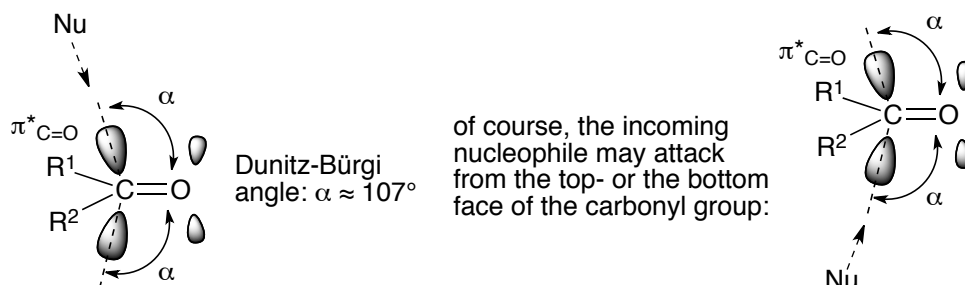 Nu
α
π*C=O
R¹
C=O
R²
α
Dunitz-Bürgi
angle: α ≈ 107°
of course, the incoming
nucleophile may attack
from the top- or the bottom
face of the carbonyl group:
α
π*C=O
R¹
C=O
R²
α
Nu